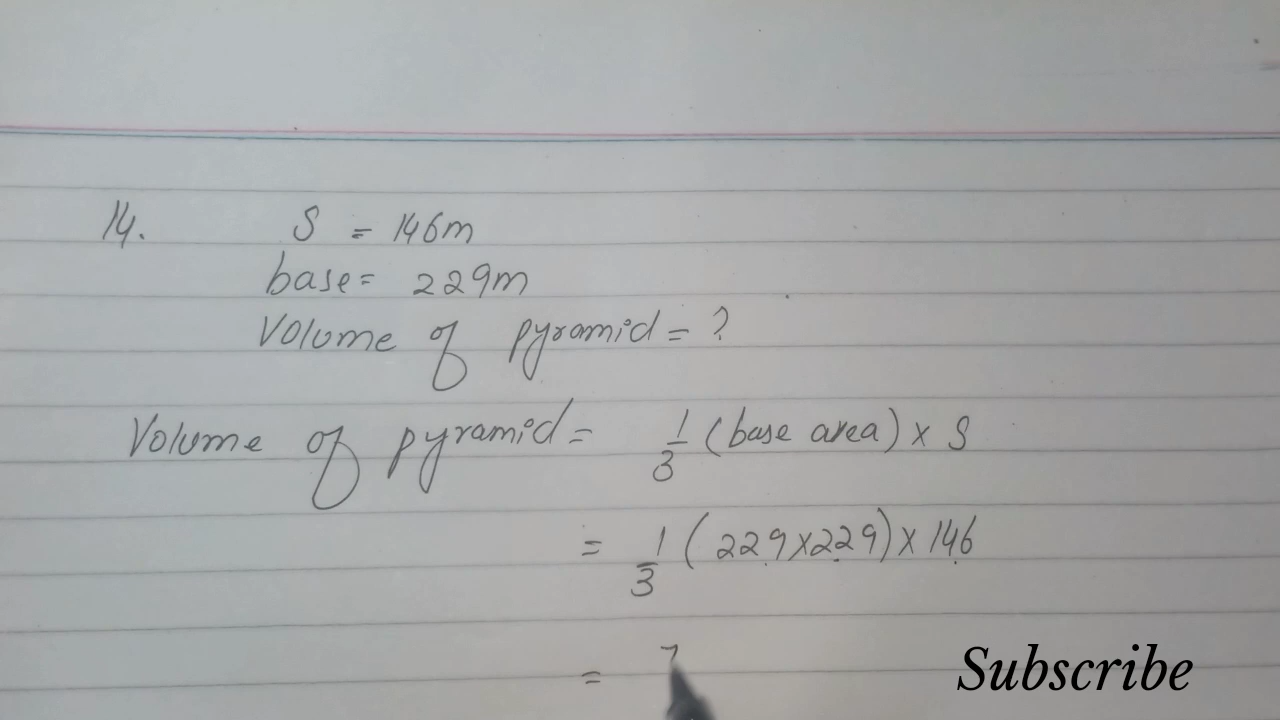 14. S = 146m
base = 229m
Volume of pyramid = ?
Volume of pyramid = 1/3 (base area) x S
= 1/3 (229x229) x 146
=
Subscribe